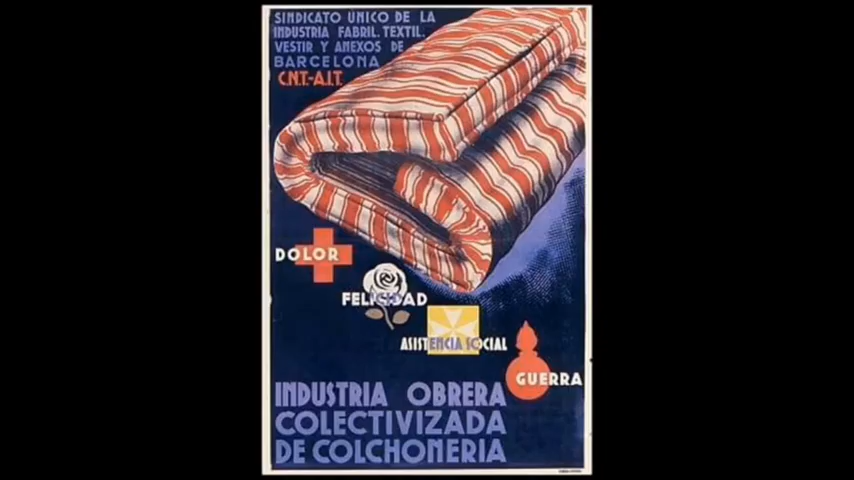 SINDICATO ÚNICO DE LA
INDUSTRIA FABRIL. TEXTIL.
VESTIR Y ANEXOS DE
BARCELONA
C.N.T.-A.I.T.
DOLOR
FELICIDAD
ASISTENCIA SOCIAL
GUERRA
INDUSTRIA OBRERA
COLECTIVIZADA
DE COLCHONERIA